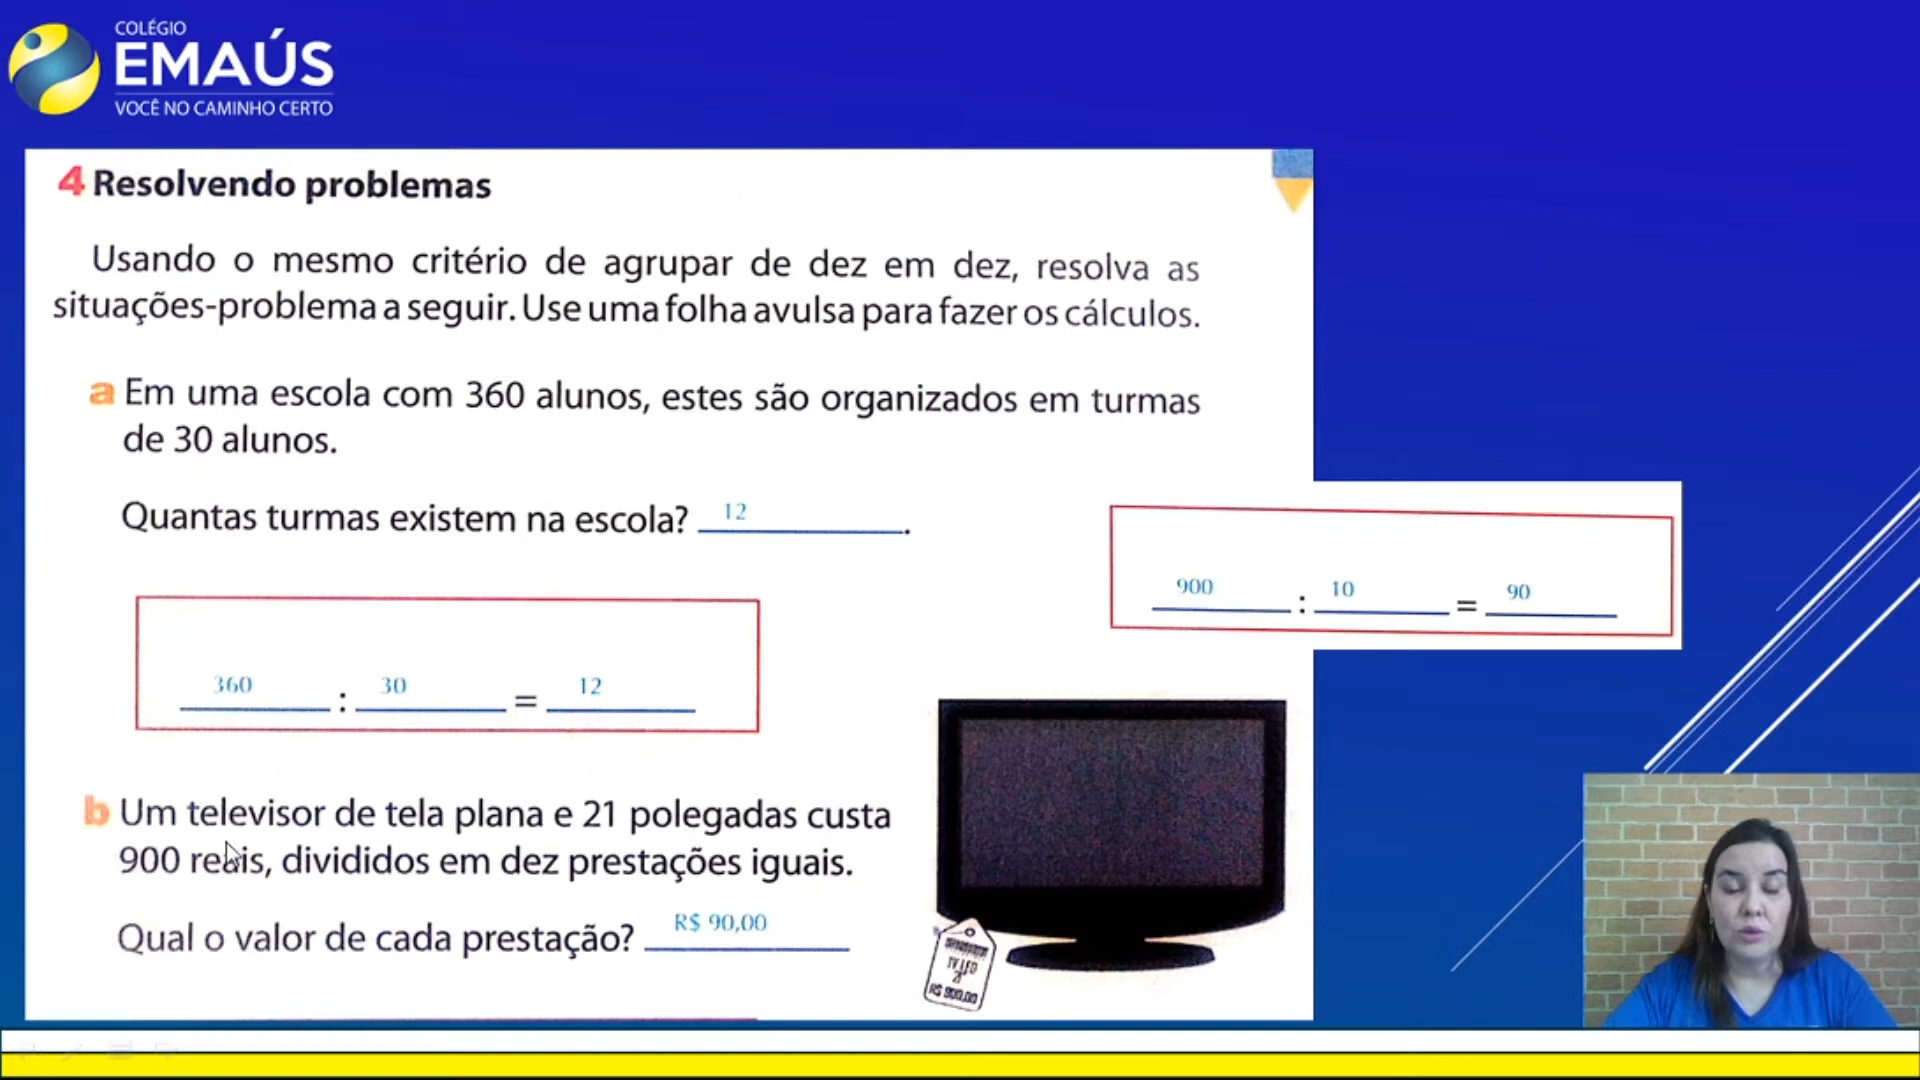 COLÉGIO
EMAÚS
VOCÊ NO CAMINHO CERTO
4 Resolvendo problemas
Usando o mesmo critério de agrupar de dez em dez, resolva as
situações-problema a seguir. Use uma folha avulsa para fazer os cálculos.
a Em uma escola com 360 alunos, estes são organizados em turmas
de 30 alunos.
Quantas turmas existem na escola? 12.
360 : 30 = 12
900 : 10 = 90
b Um televisor de tela plana e 21 polegadas custa
900 reais, divididos em dez prestações iguais.
Qual o valor de cada prestação? R$ 90,00
R$ 900,00